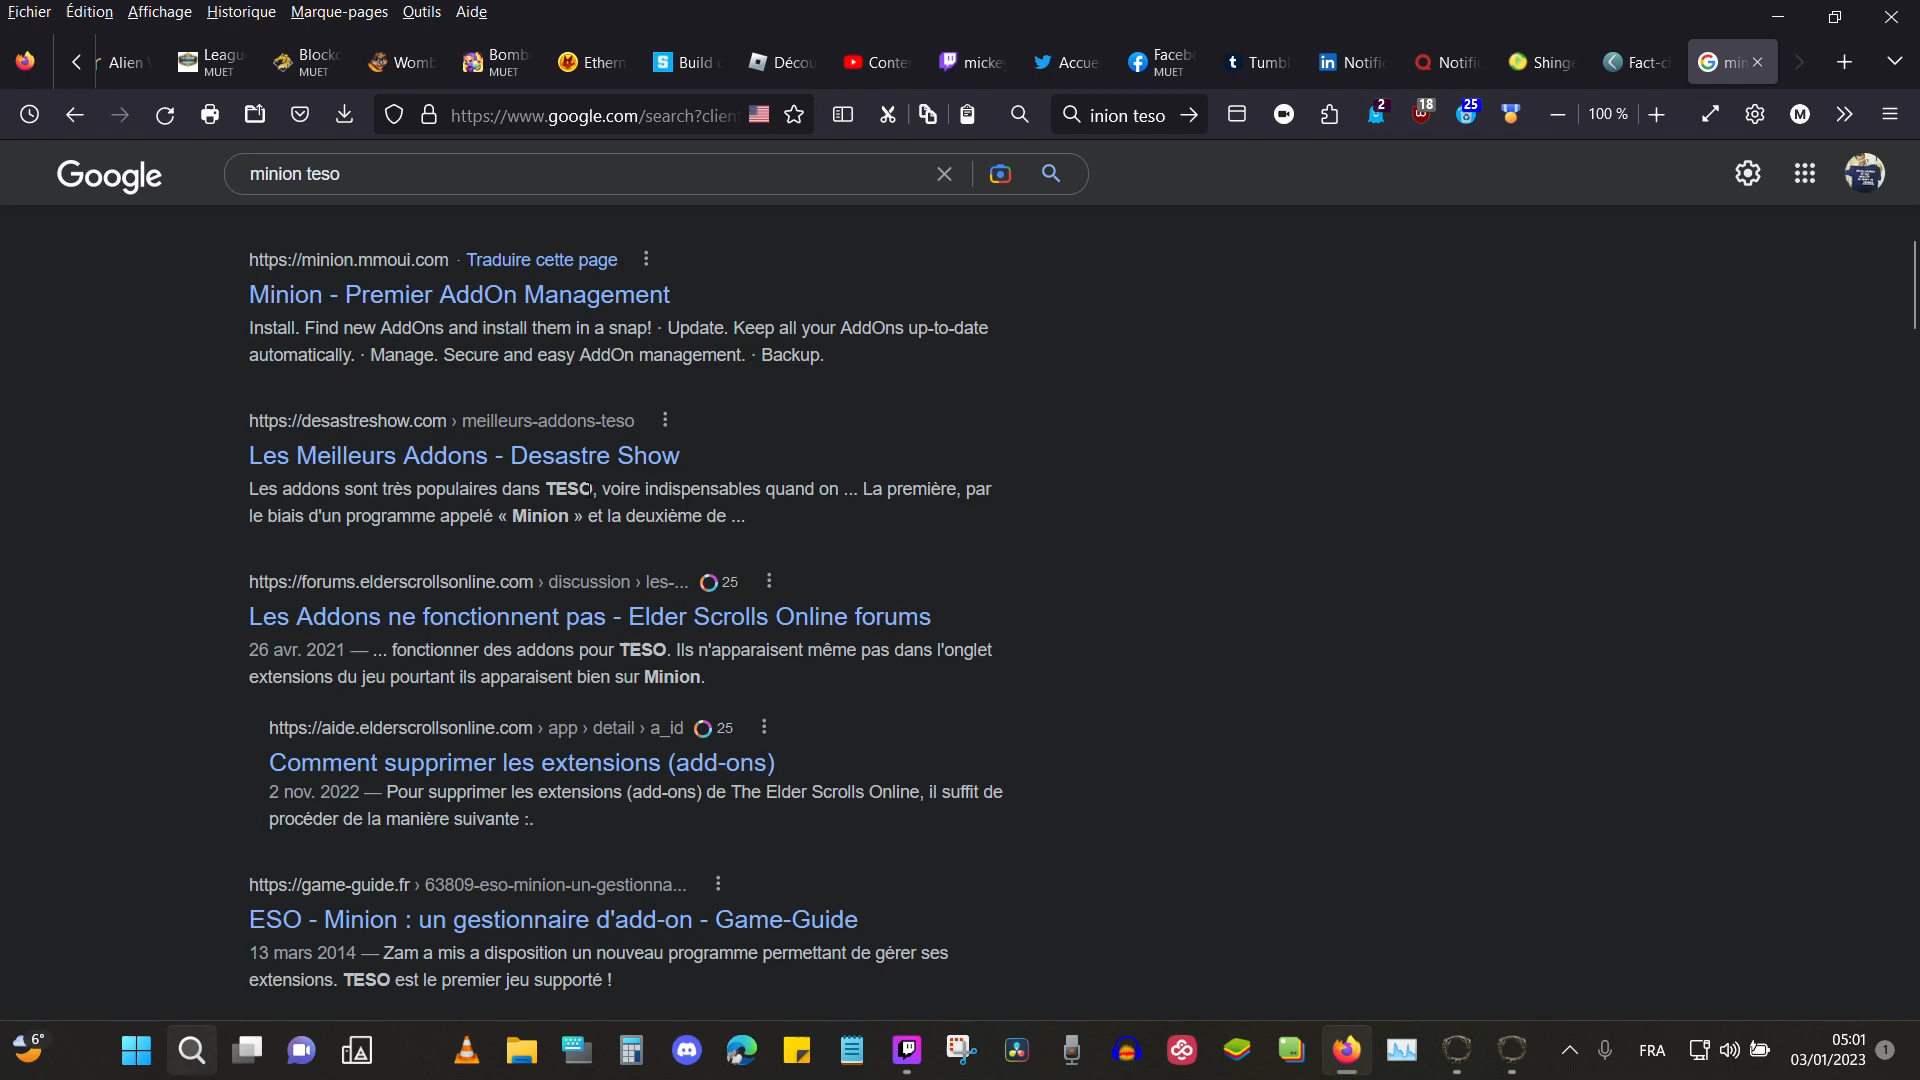 Fichier Édition Affichage Historique Marque-pages Outils Aide
Alien
Leagu
MUET
Blocko
MUET
Womb
Bomb
MUET
Ethern
Build
Décou
Conte
micke
Accue
Faceb
MUET
Tumbl
Notific
Notific
Shinge
Fact-c
min
https://www.google.com/search?clien
inion teso
2
18
25
100 %
M
Google
minion teso
https://minion.mmoui.com · Traduire cette page
Minion - Premier AddOn Management
Install. Find new AddOns and install them in a snap! · Update. Keep all your AddOns up-to-date
automatically. · Manage. Secure and easy AddOn management. · Backup.
https://desastreshow.com › meilleurs-addons-teso
Les Meilleurs Addons - Desastre Show
Les addons sont très populaires dans TESO, voire indispensables quand on ... La première, par
le biais d'un programme appelé « Minion » et la deuxième de ...
https://forums.elderscrollsonline.com › discussion › les-... 25
Les Addons ne fonctionnent pas - Elder Scrolls Online forums
26 avr. 2021 — ... fonctionner des addons pour TESO. Ils n'apparaisent même pas dans l'onglet
extensions du jeu pourtant ils apparaisent bien sur Minion.
https://aide.elderscrollsonline.com › app › detail › a_id 25
Comment supprimer les extensions (add-ons)
2 nov. 2022 — Pour supprimer les extensions (add-ons) de The Elder Scrolls Online, il suffit de
procéder de la manière suivante :.
https://game-guide.fr › 63809-eso-minion-un-gestionna...
ESO - Minion : un gestionnaire d'add-on - Game-Guide
13 mars 2014 — Zam a mis a disposition un nouveau programme permettant de gérer ses
extensions. TESO est le premier jeu supporté !
6°
FRA
05:01
03/01/2023
1